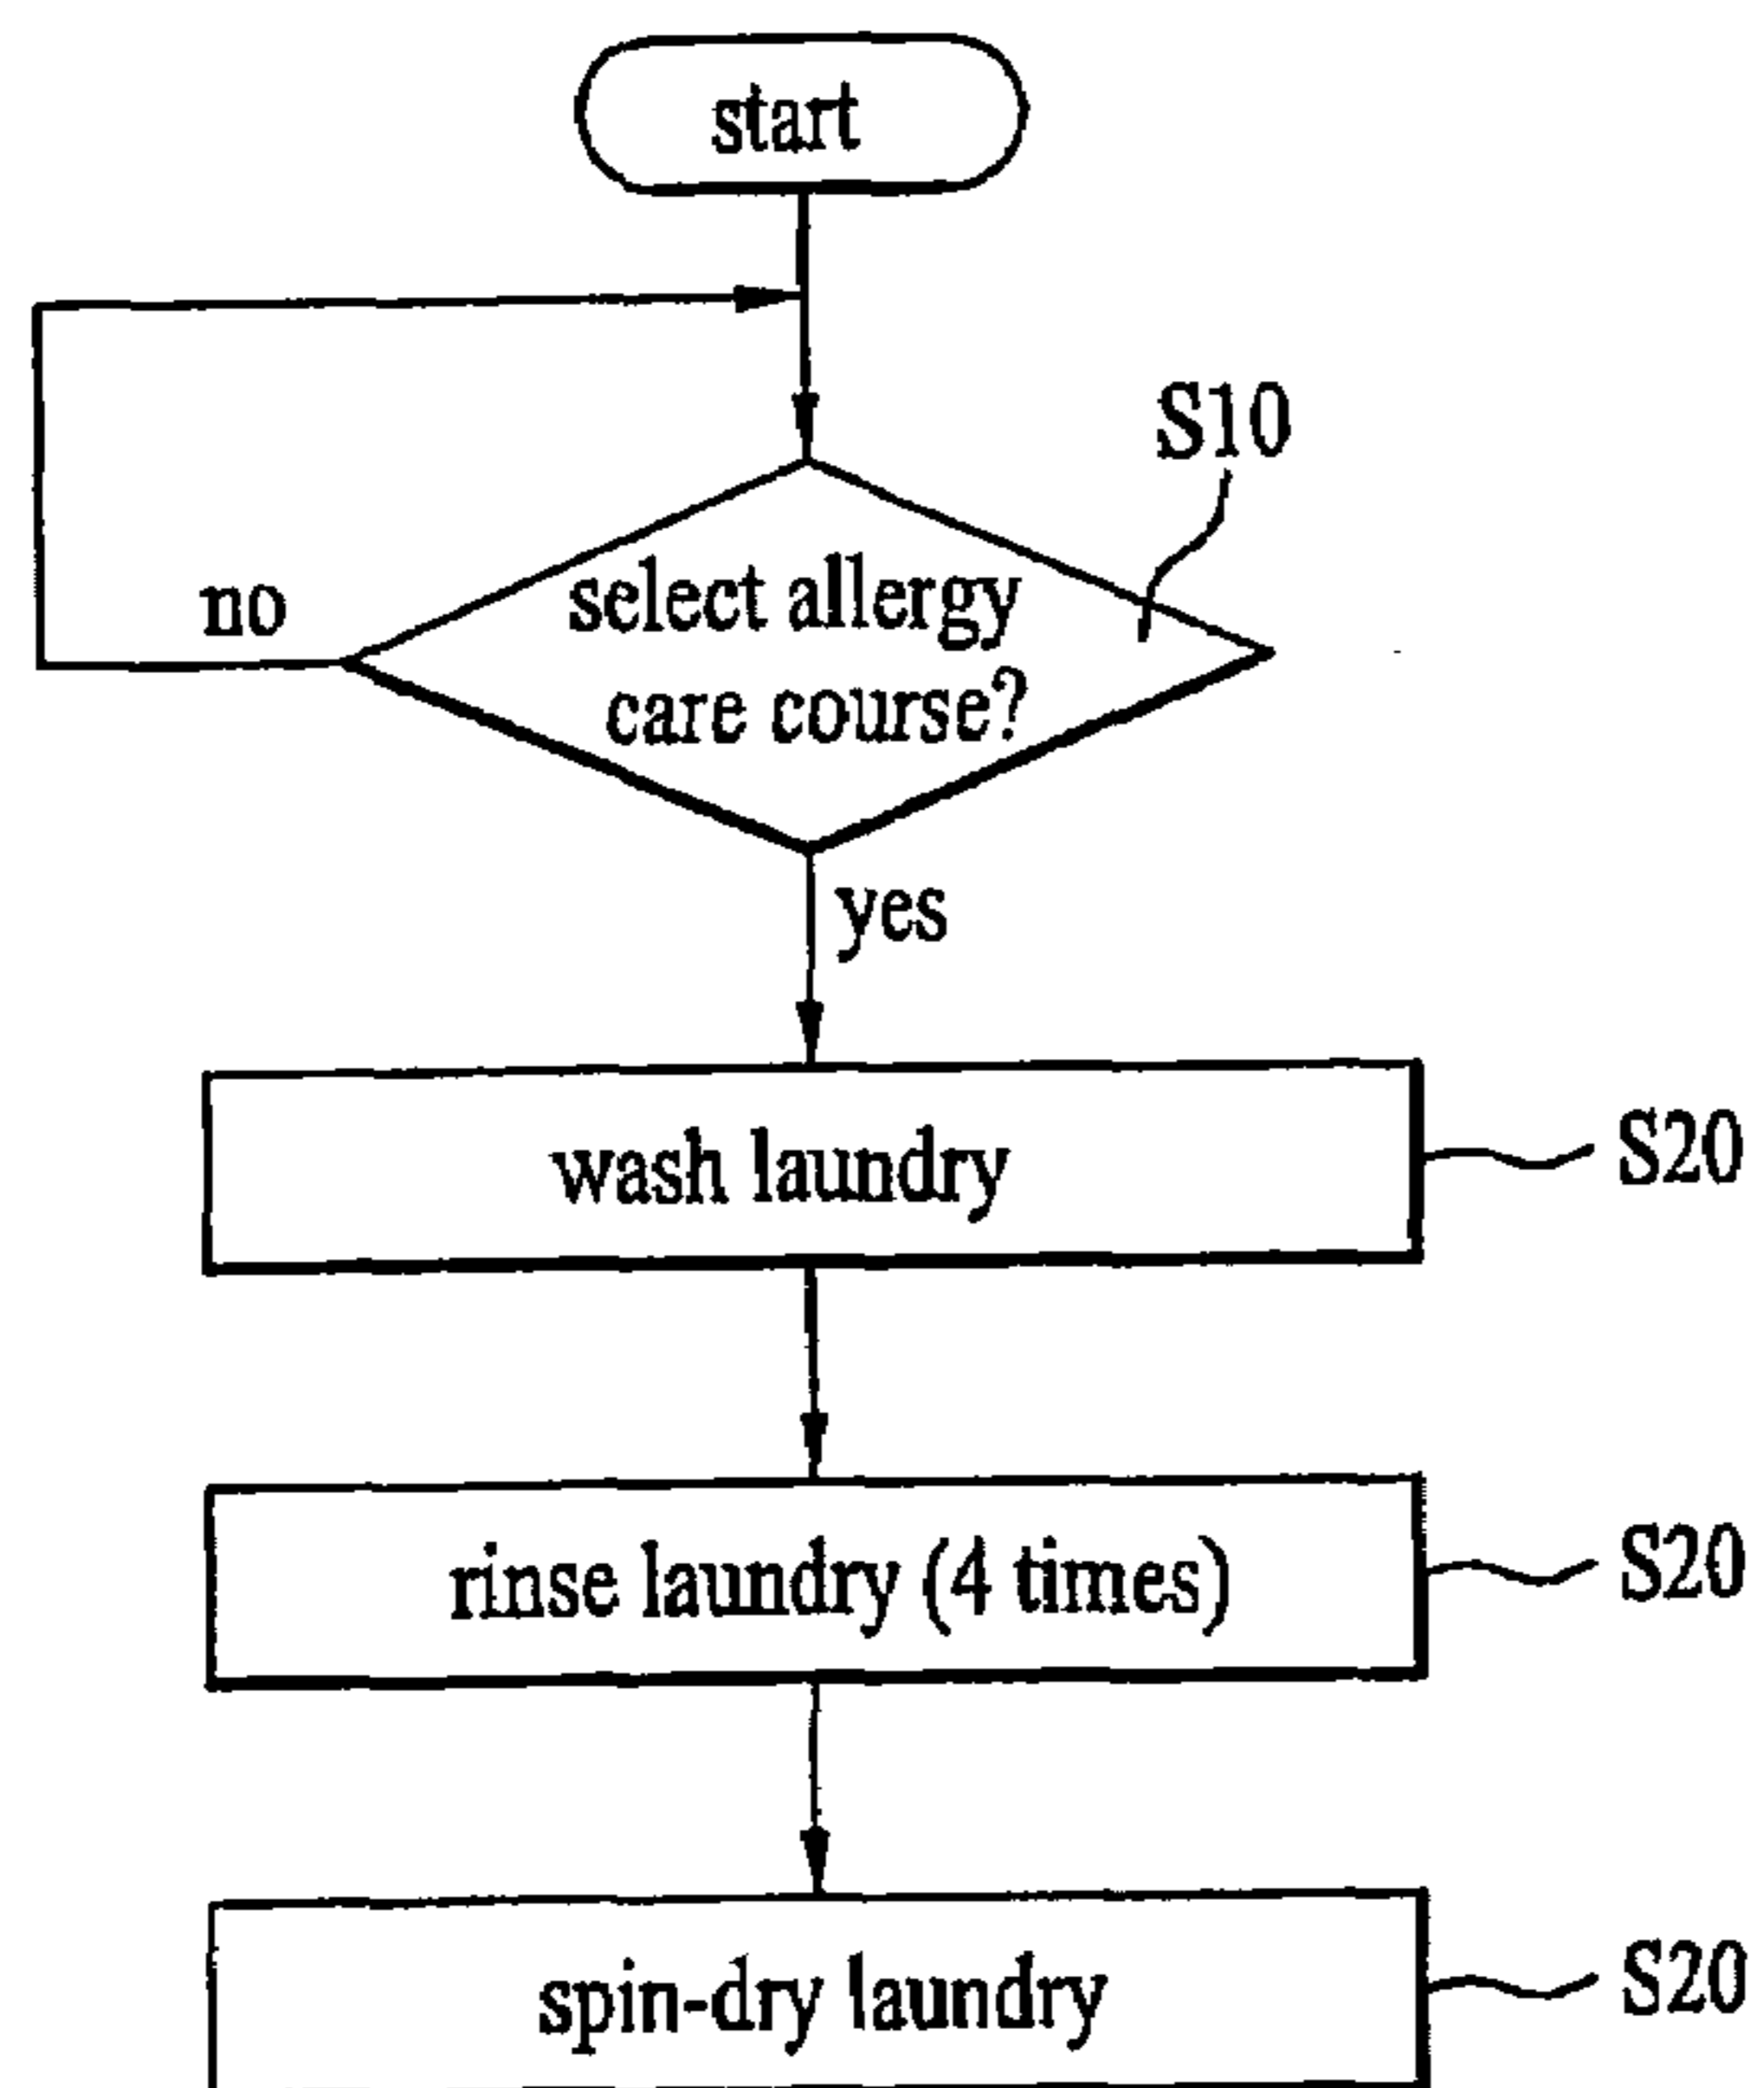 start
S10
no
select allergy
care course?
yes
wash laundry
S20
rinse laundry (4 times)
S20
spin-dry laundry
S20